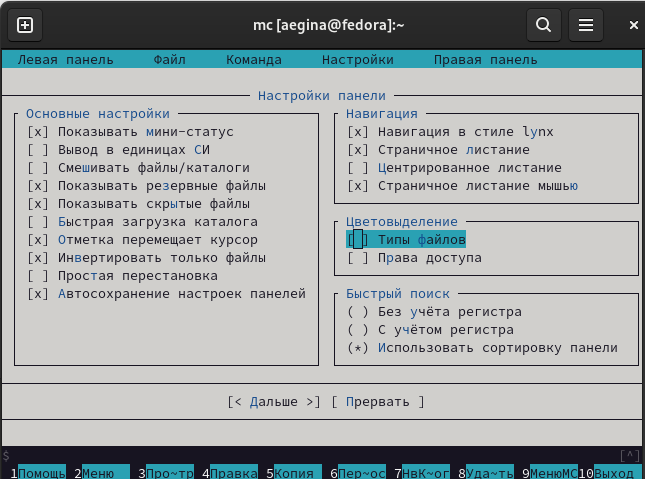 mc [aegina@fedora]:~
Левая панель Файл Команда Настройки Правая панель
Настройки панели
Основные настройки
[x] Показывать мини-статус
[ ] Вывод в единицах СИ
[ ] Смешивать файлы/каталоги
[x] Показывать резервные файлы
[x] Показывать скрытые файлы
[ ] Быстрая загрузка каталога
[x] Отметка перемещает курсор
[x] Инвертировать только файлы
[ ] Простая перестановка
[x] Автосохранение настроек панелей
Навигация
[x] Навигация в стиле lynx
[x] Страничное листание
[ ] Центрированное листание
[x] Страничное листание мышью
Цветовыделение
[ ] Типы файлов
[ ] Права доступа
Быстрый поиск
( ) Без учёта регистра
( ) С учётом регистра
(*) Использовать сортировку панели
[< Дальше >] [ Прервать ]
$ [^]
1Помощь 2Меню 3Про~тр 4Правка 5Копия 6Пер~ос 7НвК~ог 8Уда~ть 9МенюMC 10Выход